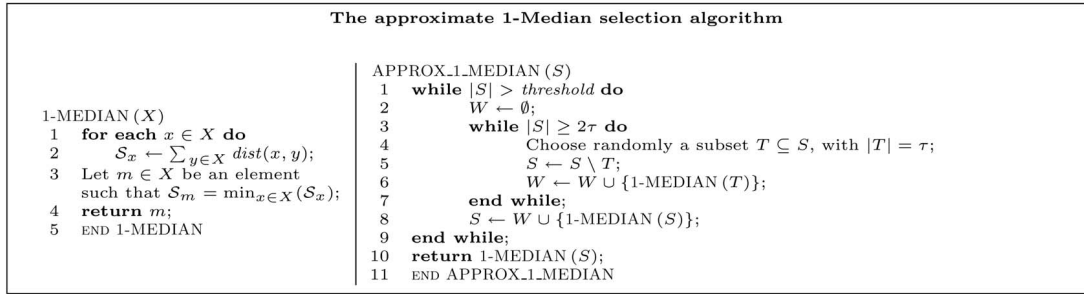 The approximate 1-Median selection algorithm
1-MEDIAN (X)
1 for each x ∈ X do
2 𝒮ₓ ← ∑_{y∈X} dist(x, y);
3 Let m ∈ X be an element
such that 𝒮ₘ = min_{x∈X}(𝒮ₓ);
4 return m;
5 END 1-MEDIAN
APPROX_1_MEDIAN (S)
1 while |S| > threshold do
2 W ← ∅;
3 while |S| ≥ 2τ do
4 Choose randomly a subset T ⊆ S, with |T| = τ;
5 S ← S \ T;
6 W ← W ∪ {1-MEDIAN (T)};
7 end while;
8 S ← W ∪ {1-MEDIAN (S)};
9 end while;
10 return 1-MEDIAN (S);
11 END APPROX_1_MEDIAN